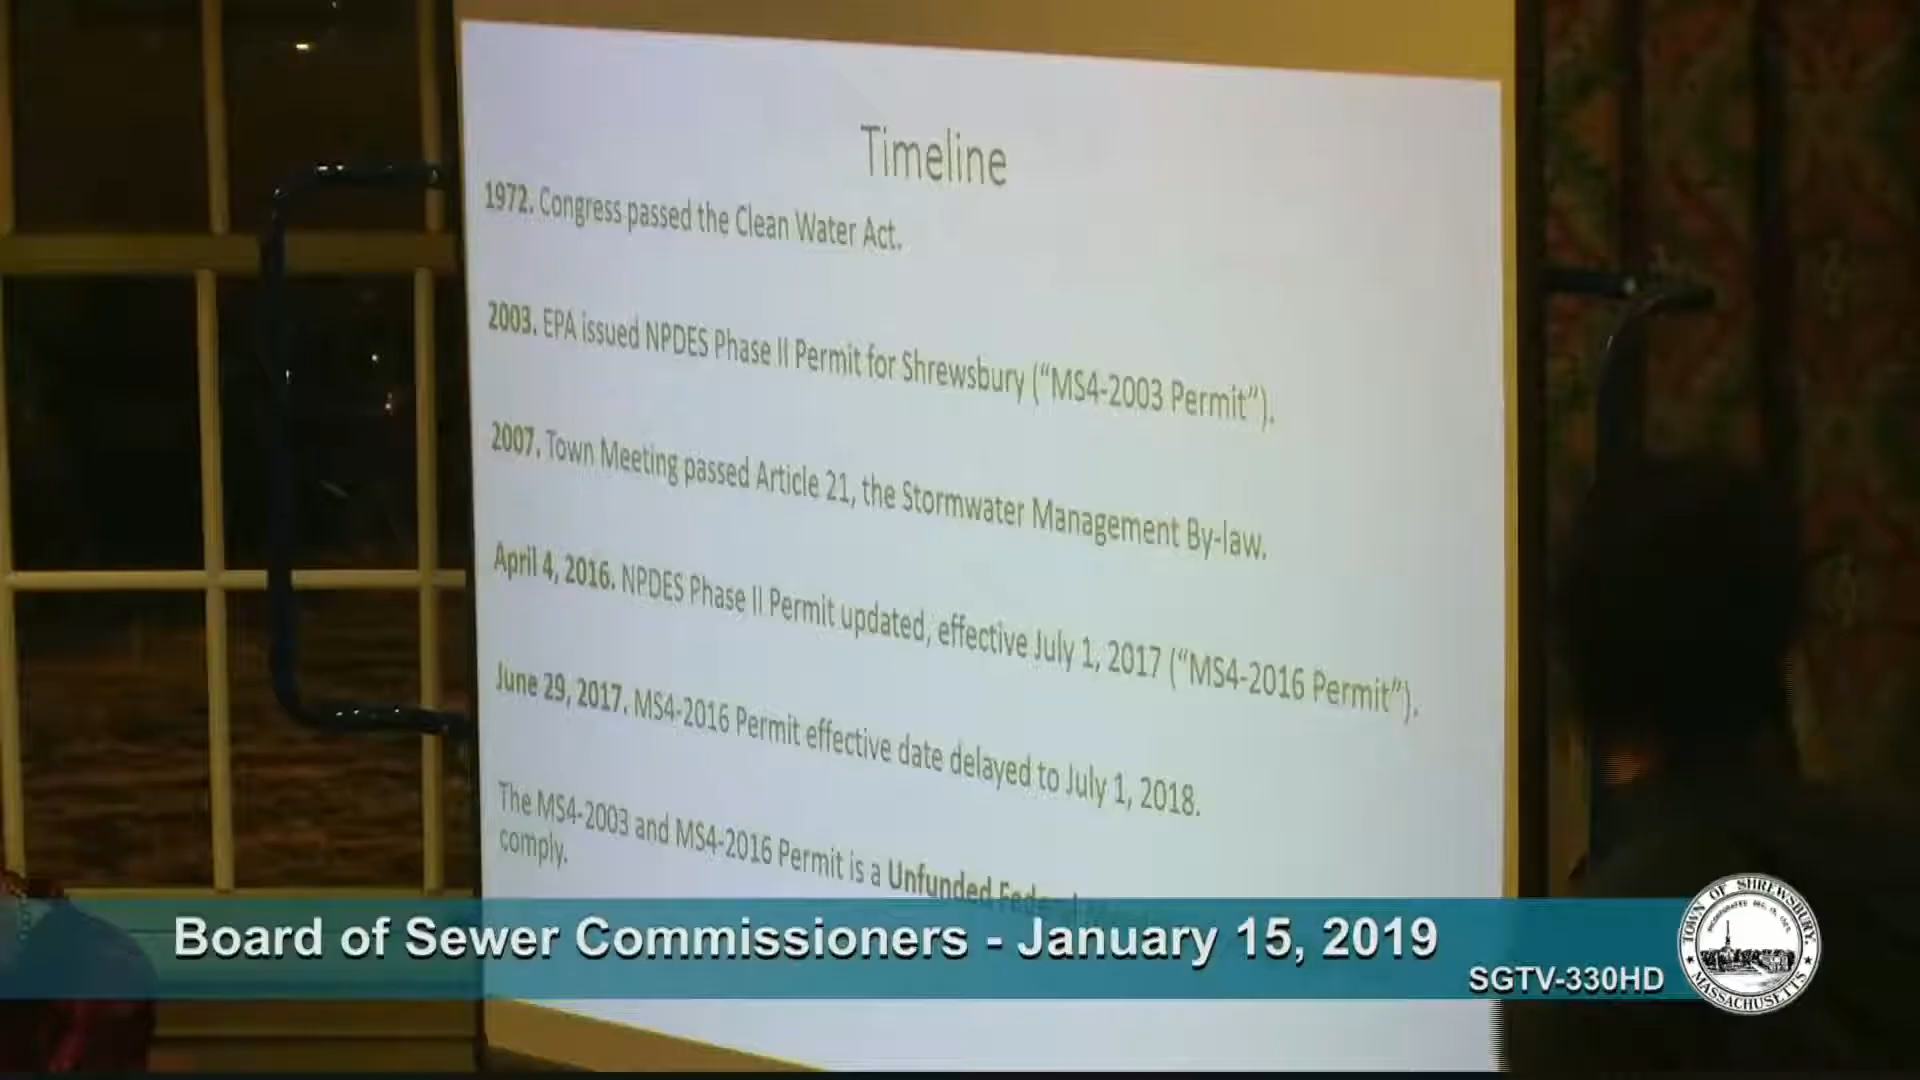 Timeline
1972. Congress passed the Clean Water Act.
2003. EPA issued NPDES Phase II Permit for Shrewsbury (“MS4-2003 Permit”).
2007. Town Meeting passed Article 21, the Stormwater Management By-law.
April 4, 2016. NPDES Phase II Permit updated, effective July 1, 2017 (“MS4-2016 Permit”).
June 29, 2017. MS4-2016 Permit effective date delayed to July 1, 2018.
The MS4-2003 and MS4-2016 Permit is a Unfunded Federal
comply.
Board of Sewer Commissioners - January 15, 2019
SGTV-330HD
TOWN OF SHREWSBURY,
MASSACHUSETTS